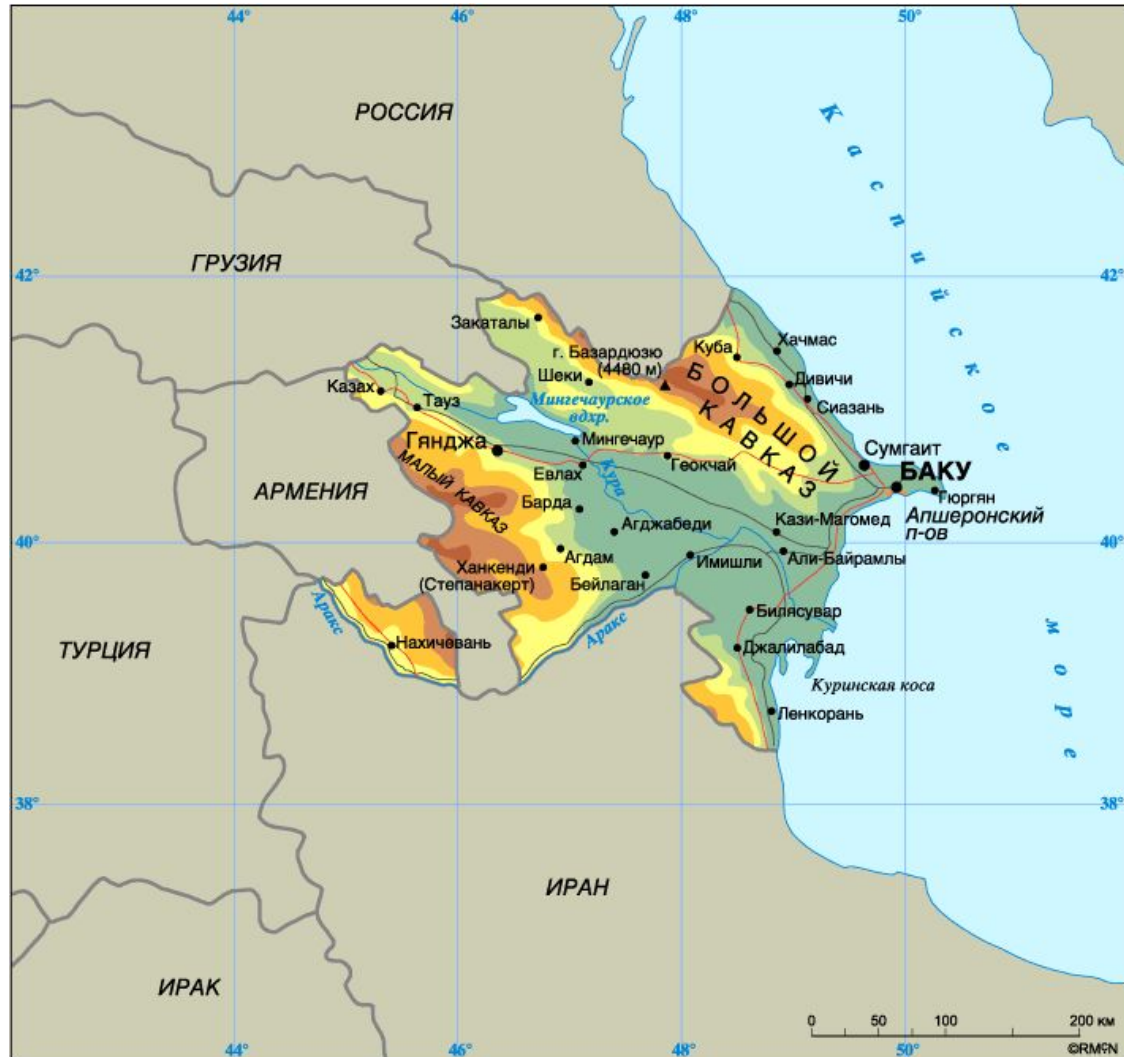 44°
46°
48°
50°
РОССИЯ
Каспийское море
ГРУЗИЯ
42°
42°
Закаталы
г. Базардюзю
(4480 м)
Куба
Хачмас
Шеки
Дивичи
Казах
Мингечаурское
вдхр.
БОЛЬШОЙ
КАВКАЗ
Сиазань
Тауз
Гянджа
Мингечаур
Сумгаит
МАЛЫЙ КАВКАЗ
Евлах
Кура
Геокчай
БАКУ
АРМЕНИЯ
Гюргян
Барда
Апшеронский
п-ов
Агджабеди
Кази-Магомед
40°
40°
Агдам
Имишли
Али-Байрамлы
Ханкенди
(Степанакерт)
Бейлаган
Аракс
Аракс
Билясувар
ТУРЦИЯ
Нахичевань
Джалилабад
Куринская коса
Ленкорань
38°
38°
ИРАН
ИРАК
0 50 100 200 км
©RMСN
44°
46°
48°
50°